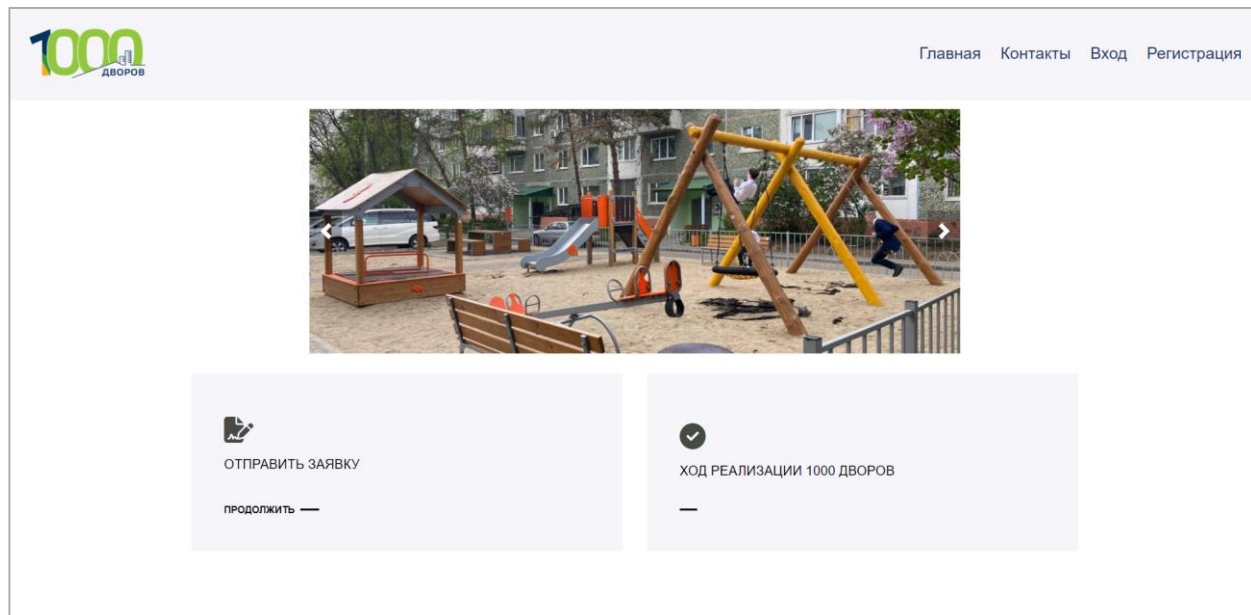 1000
ДВОРОВ
Главная Контакты Вход Регистрация
ОТПРАВИТЬ ЗАЯВКУ
ПРОДОЛЖИТЬ
ХОД РЕАЛИЗАЦИИ 1000 ДВОРОВ